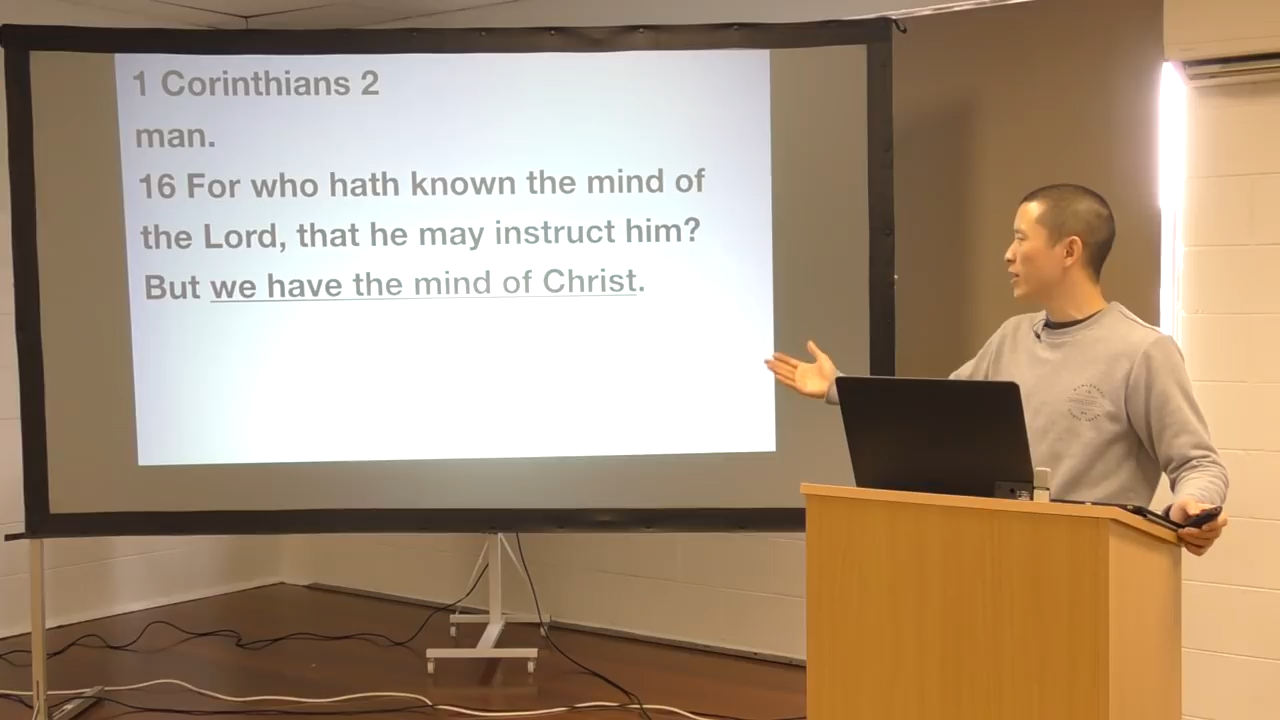 1 Corinthians 2
man.
16 For who hath known the mind of
the Lord, that he may instruct him?
But we have the mind of Christ.